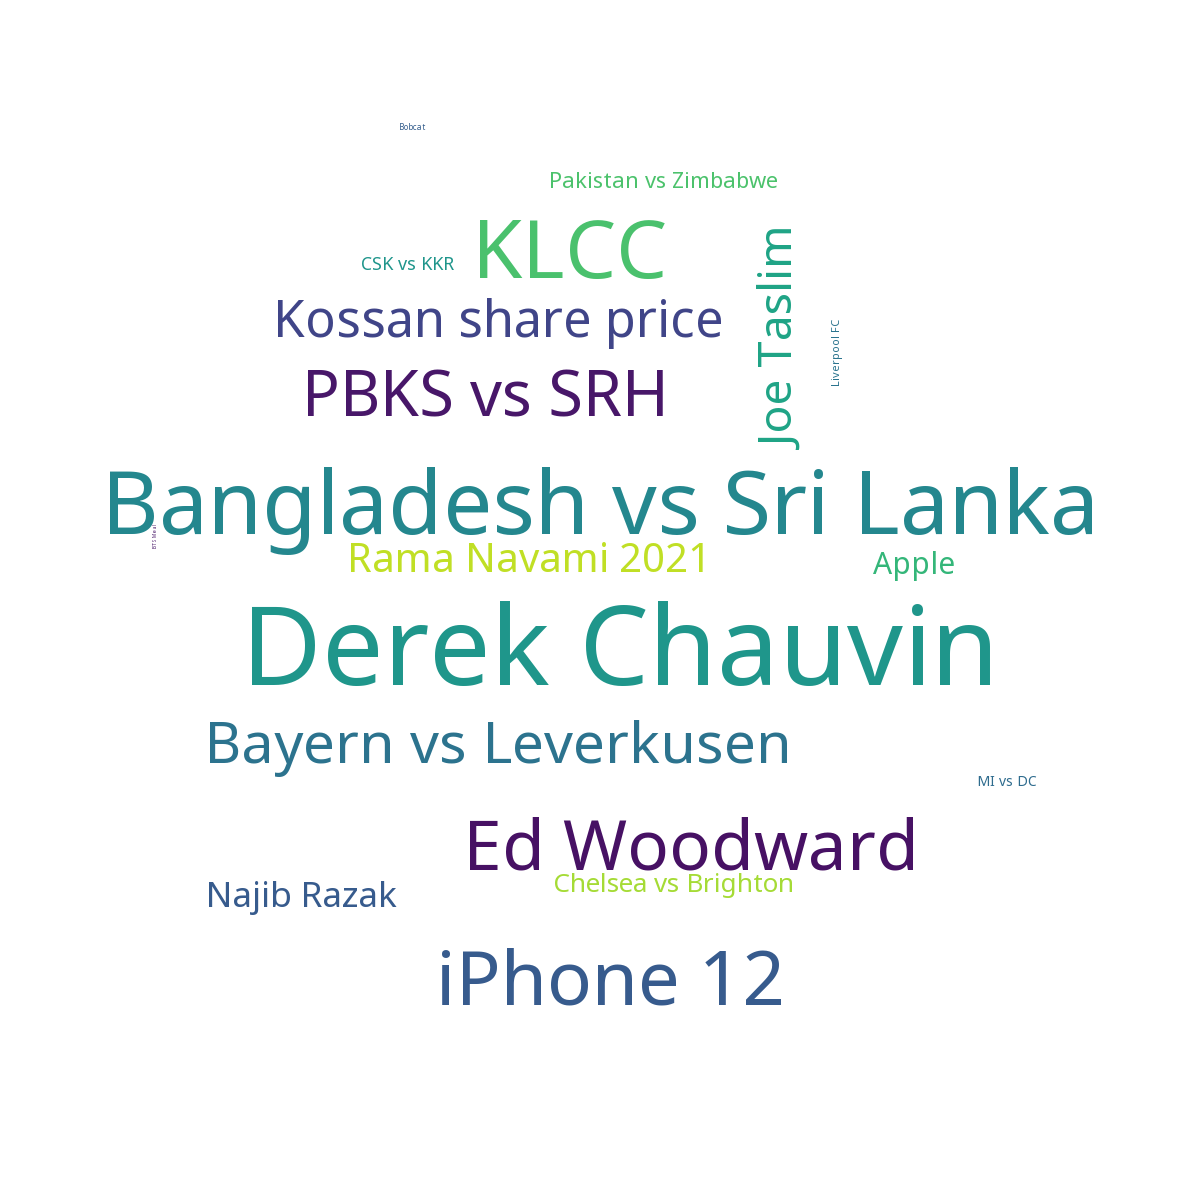 Bobcat
Pakistan vs Zimbabwe
KLCC
CSK vs KKR
Joe Taslim
Kossan share price
Liverpool FC
PBKS vs SRH
Bangladesh vs Sri Lanka
BTS Meal
Rama Navami 2021
Apple
Derek Chauvin
Bayern vs Leverkusen
MI vs DC
Ed Woodward
Chelsea vs Brighton
Najib Razak
iPhone 12